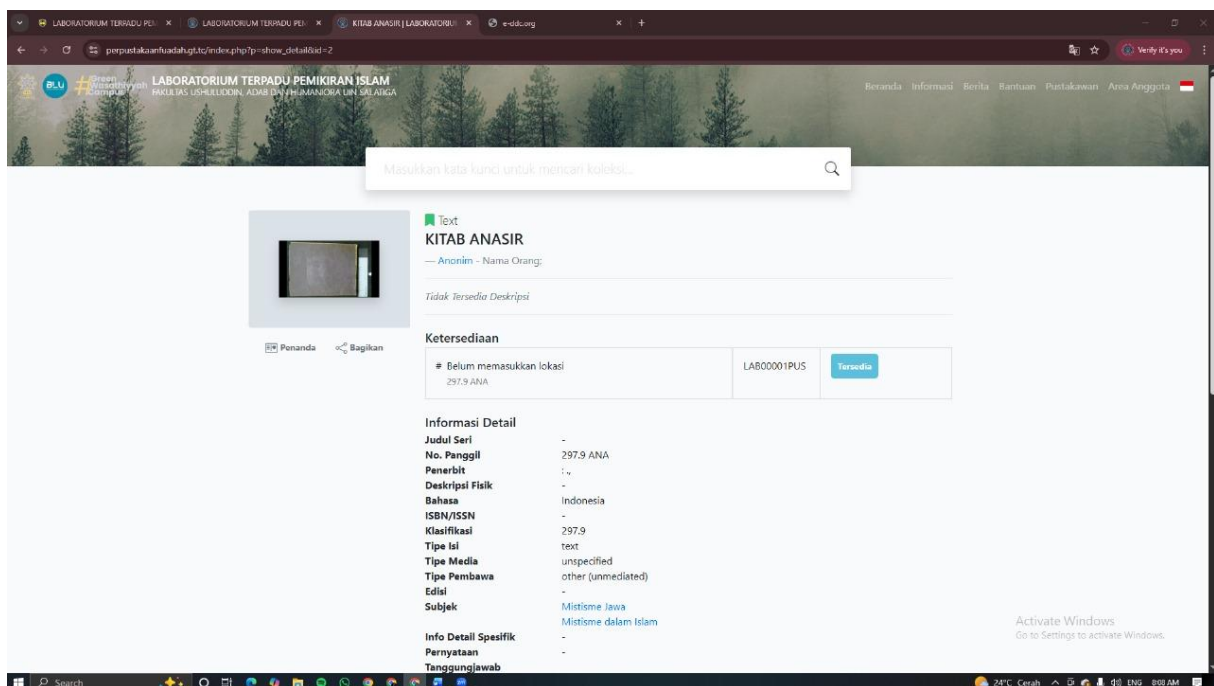 LABORATORIUM TERPADU PEM
LABORATORIUM TERPADU PEM
KITAB ANASIR | LABORATORIUM
e-ddc.org
perpustakaanfuadah.gt.tc/index.php?p=show_detail&id=2
Verify it's you
BLU
#Green Wasathiyyah Campus
LABORATORIUM TERPADU PEMIKIRAN ISLAM
FAKULTAS USHULUDDIN, ADAB DAN HUMANIORA UIN SALATIGA
Beranda Informasi Berita Bantuan Pustakawan Area Anggota
Masukkan kata kunci untuk mencari koleksi...
Text
KITAB ANASIR
— Anonim - Nama Orang;
Tidak Tersedia Deskripsi
Penanda Bagikan
Ketersediaan
# Belum memasukkan lokasi LAB00001PUS Tersedia
297.9 ANA
Informasi Detail
Judul Seri -
No. Panggil 297.9 ANA
Penerbit : .,
Deskripsi Fisik -
Bahasa Indonesia
ISBN/ISSN -
Klasifikasi 297.9
Tipe Isi text
Tipe Media unspecified
Tipe Pembawa other (unmediated)
Edisi -
Subjek Mistisme Jawa
Mistisme dalam Islam
Info Detail Spesifik -
Pernyataan -
Tanggungjawab
Activate Windows
Go to Settings to activate Windows.
Search
24°C Cerah ENG 8:08 AM